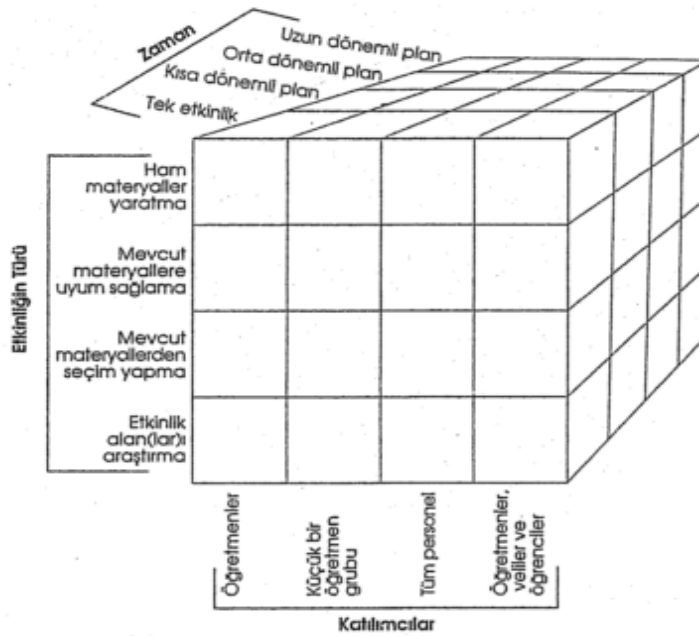 Zaman
Uzun dönemli plan
Orta dönemli plan
Kısa dönemli plan
Tek etkinlik
Etkinliğin Türü
Ham
materyaller
yaratma
Mevcut
materyallere
uyum sağlama
Mevcut
materyallerden
seçim yapma
Etkinlik
alan(lar)ı
araştırma
Öğretmenler
Küçük bir
öğretmen
grubu
Tüm personel
Öğretmenler,
veliler ve
öğrenciler
Katılımcılar